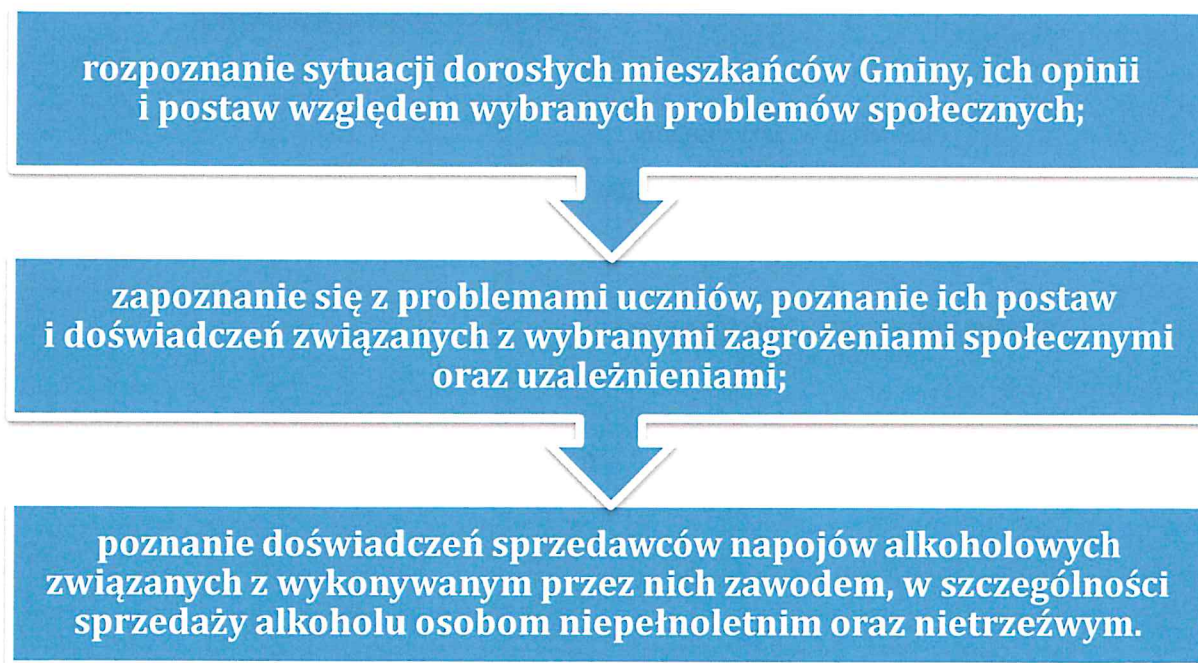 rozpoznanie sytuacji dorosłych mieszkańców Gminy, ich opinii
i postaw względem wybranych problemów społecznych;
zapoznanie się z problemami uczniów, poznanie ich postaw
i doświadczeń związanych z wybranymi zagrożeniami społecznymi
oraz uzależnieniami;
poznanie doświadczeń sprzedawców napojów alkoholowych
związanych z wykonywanym przez nich zawodem, w szczególności
sprzedaży alkoholu osobom niepełnoletnim oraz nietrzeźwym.